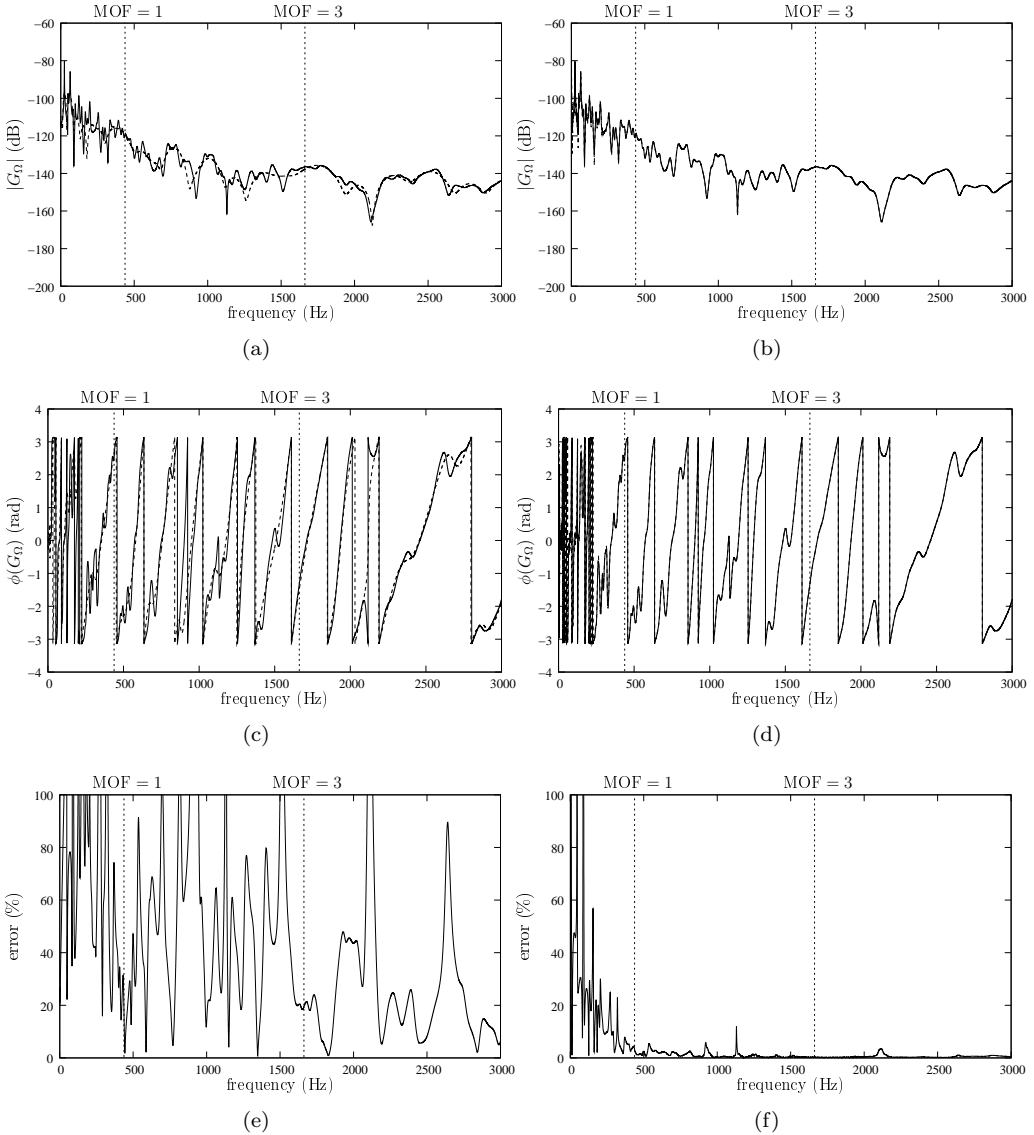 MOF = 1 MOF = 3
−60
−80
−100
−120
−140
−160
−180
−200
|G_Ω| (dB)
0 500 1000 1500 2000 2500 3000
frequency (Hz)
(a)
MOF = 1 MOF = 3
−60
−80
−100
−120
−140
−160
−180
−200
|G_Ω| (dB)
0 500 1000 1500 2000 2500 3000
frequency (Hz)
(b)
MOF = 1 MOF = 3
4
3
2
1
0
−1
−2
−3
−4
ϕ(G_Ω) (rad)
0 500 1000 1500 2000 2500 3000
frequency (Hz)
(c)
MOF = 1 MOF = 3
4
3
2
1
0
−1
−2
−3
−4
ϕ(G_Ω) (rad)
0 500 1000 1500 2000 2500 3000
frequency (Hz)
(d)
MOF = 1 MOF = 3
100
80
60
40
20
0
error (%)
0 500 1000 1500 2000 2500 3000
frequency (Hz)
(e)
MOF = 1 MOF = 3
100
80
60
40
20
0
error (%)
0 500 1000 1500 2000 2500 3000
frequency (Hz)
(f)